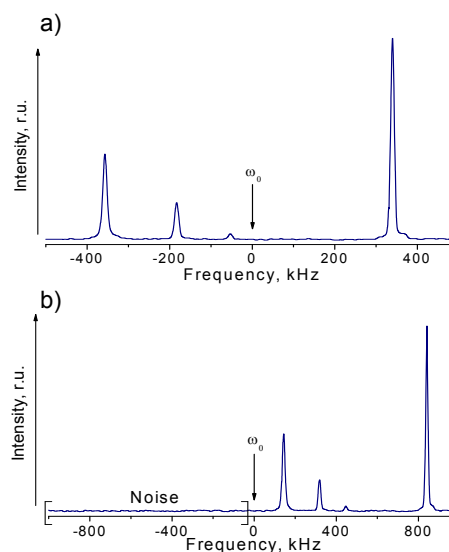 a)
Intensity, r.u.
ω₀
-400 -200 0 200 400
Frequency, kHz
b)
Intensity, r.u.
ω₀
Noise
-800 -400 0 400 800
Frequency, kHz